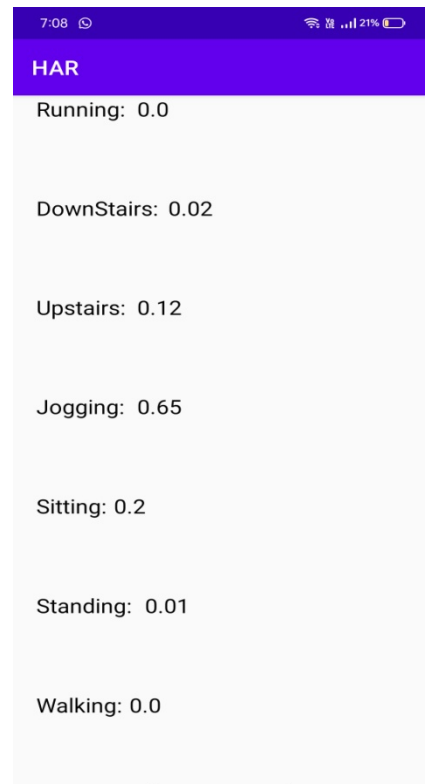 7:08 21%
HAR
Running: 0.0
DownStairs: 0.02
Upstairs: 0.12
Jogging: 0.65
Sitting: 0.2
Standing: 0.01
Walking: 0.0